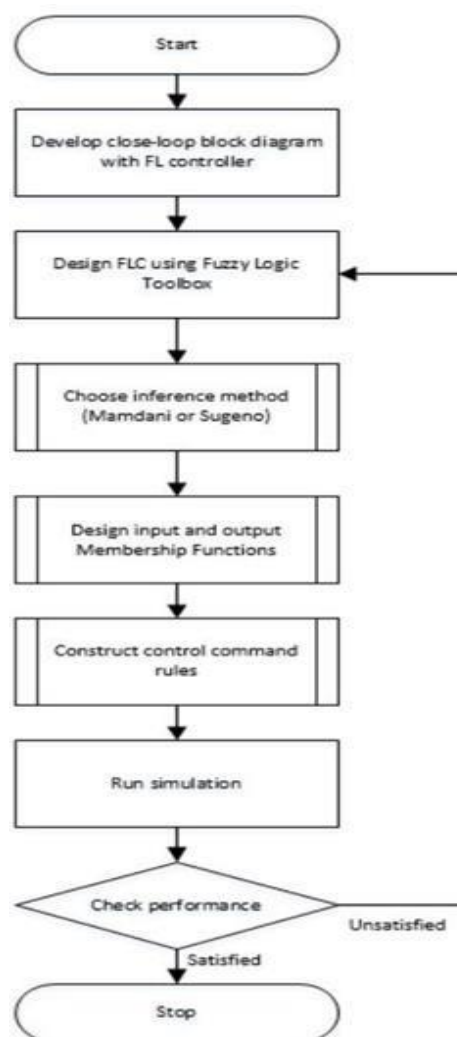 Start
Develop close-loop block diagram
with FL controller
Design FLC using Fuzzy Logic
Toolbox
Choose inference method
(Mamdani or Sugeno)
Design input and output
Membership Functions
Construct control command
rules
Run simulation
Check performance
Unsatisfied
Satisfied
Stop